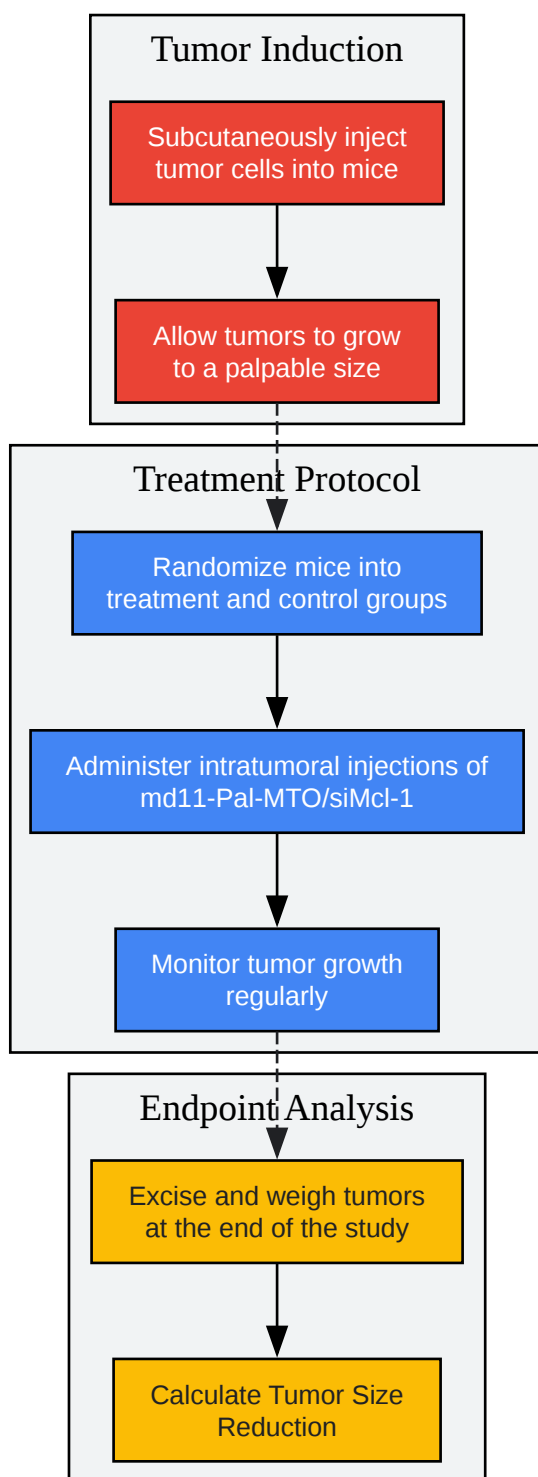 Tumor Induction
Subcutaneously inject
tumor cells into mice
Allow tumors to grow
to a palpable size
Treatment Protocol
Randomize mice into
treatment and control groups
Administer intratumoral injections of
md11-Pal-MTO/siMcl-1
Monitor tumor growth
regularly
Endpoint Analysis
Excise and weigh tumors
at the end of the study
Calculate Tumor Size
Reduction